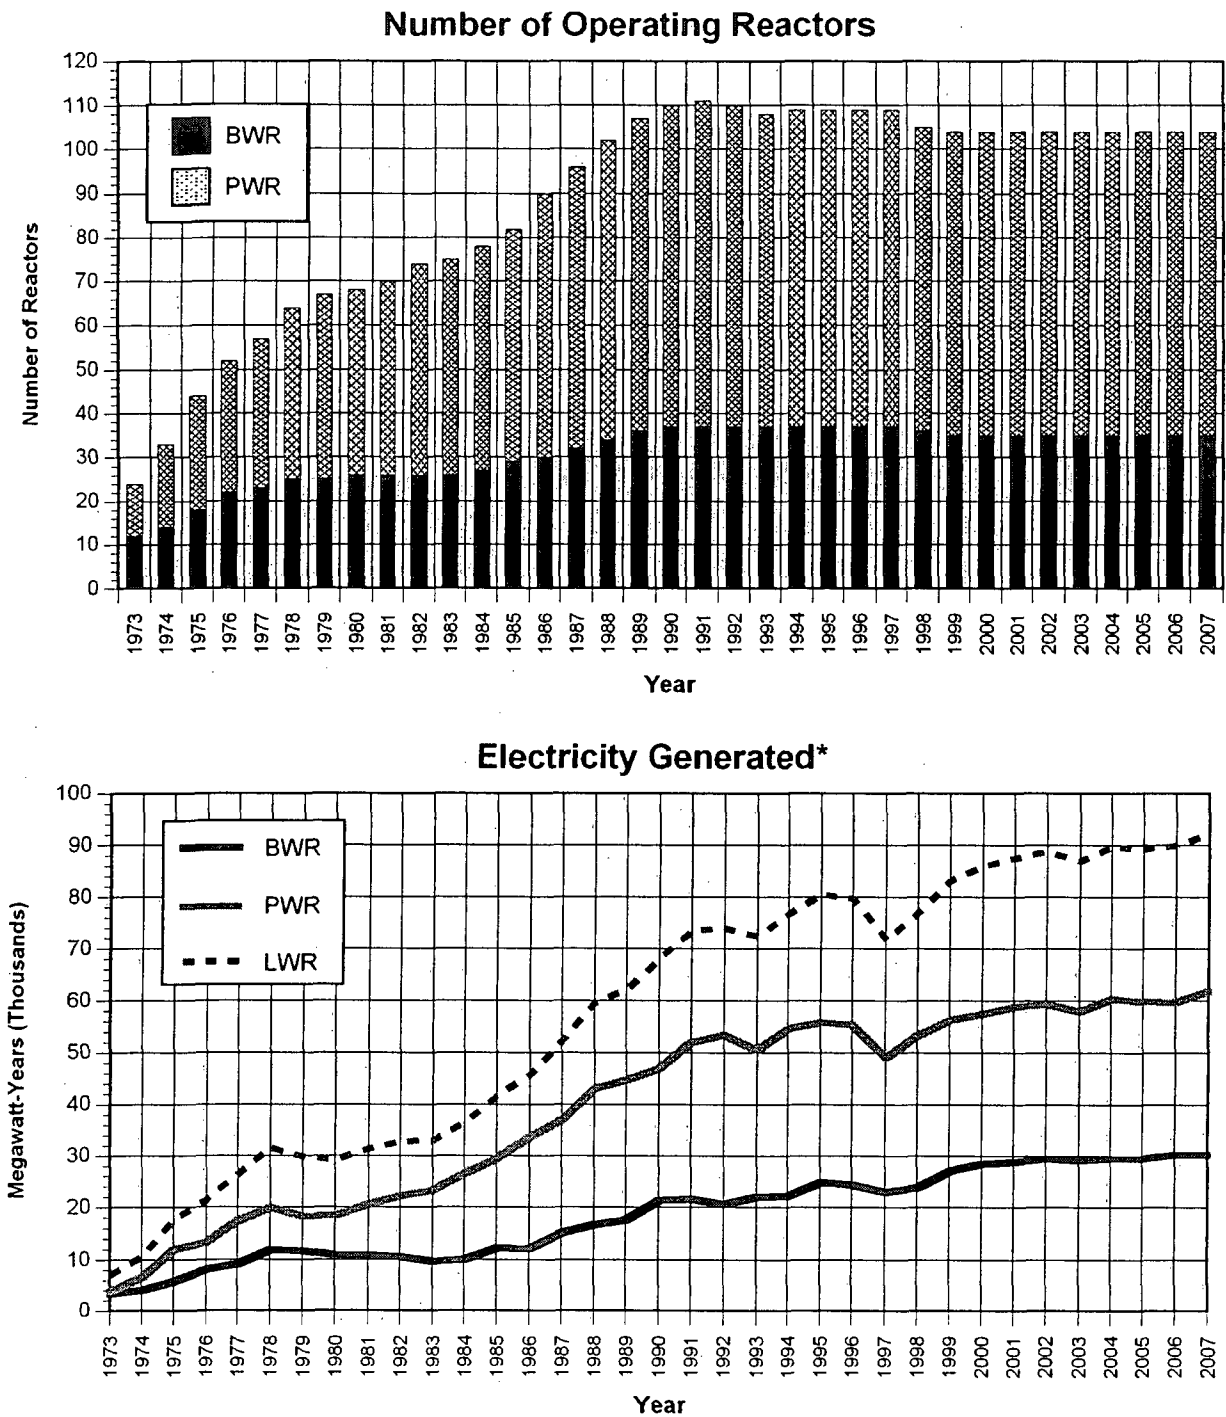 Number of Operating Reactors
120
110
100
90
80
70
60
50
40
30
20
10
0
Number of Reactors
BWR
PWR
1973 1974 1975 1976 1977 1978 1979 1980 1981 1982 1983 1984 1985 1986 1987 1988 1989 1990 1991 1992 1993 1994 1995 1996 1997 1998 1999 2000 2001 2002 2003 2004 2005 2006 2007
Year
Electricity Generated*
100
90
80
70
60
50
40
30
20
10
0
Megawatt-Years (Thousands)
BWR
PWR
LWR
1973 1974 1975 1976 1977 1978 1979 1980 1981 1982 1983 1984 1985 1986 1987 1988 1989 1990 1991 1992 1993 1994 1995 1996 1997 1998 1999 2000 2001 2002 2003 2004 2005 2006 2007
Year